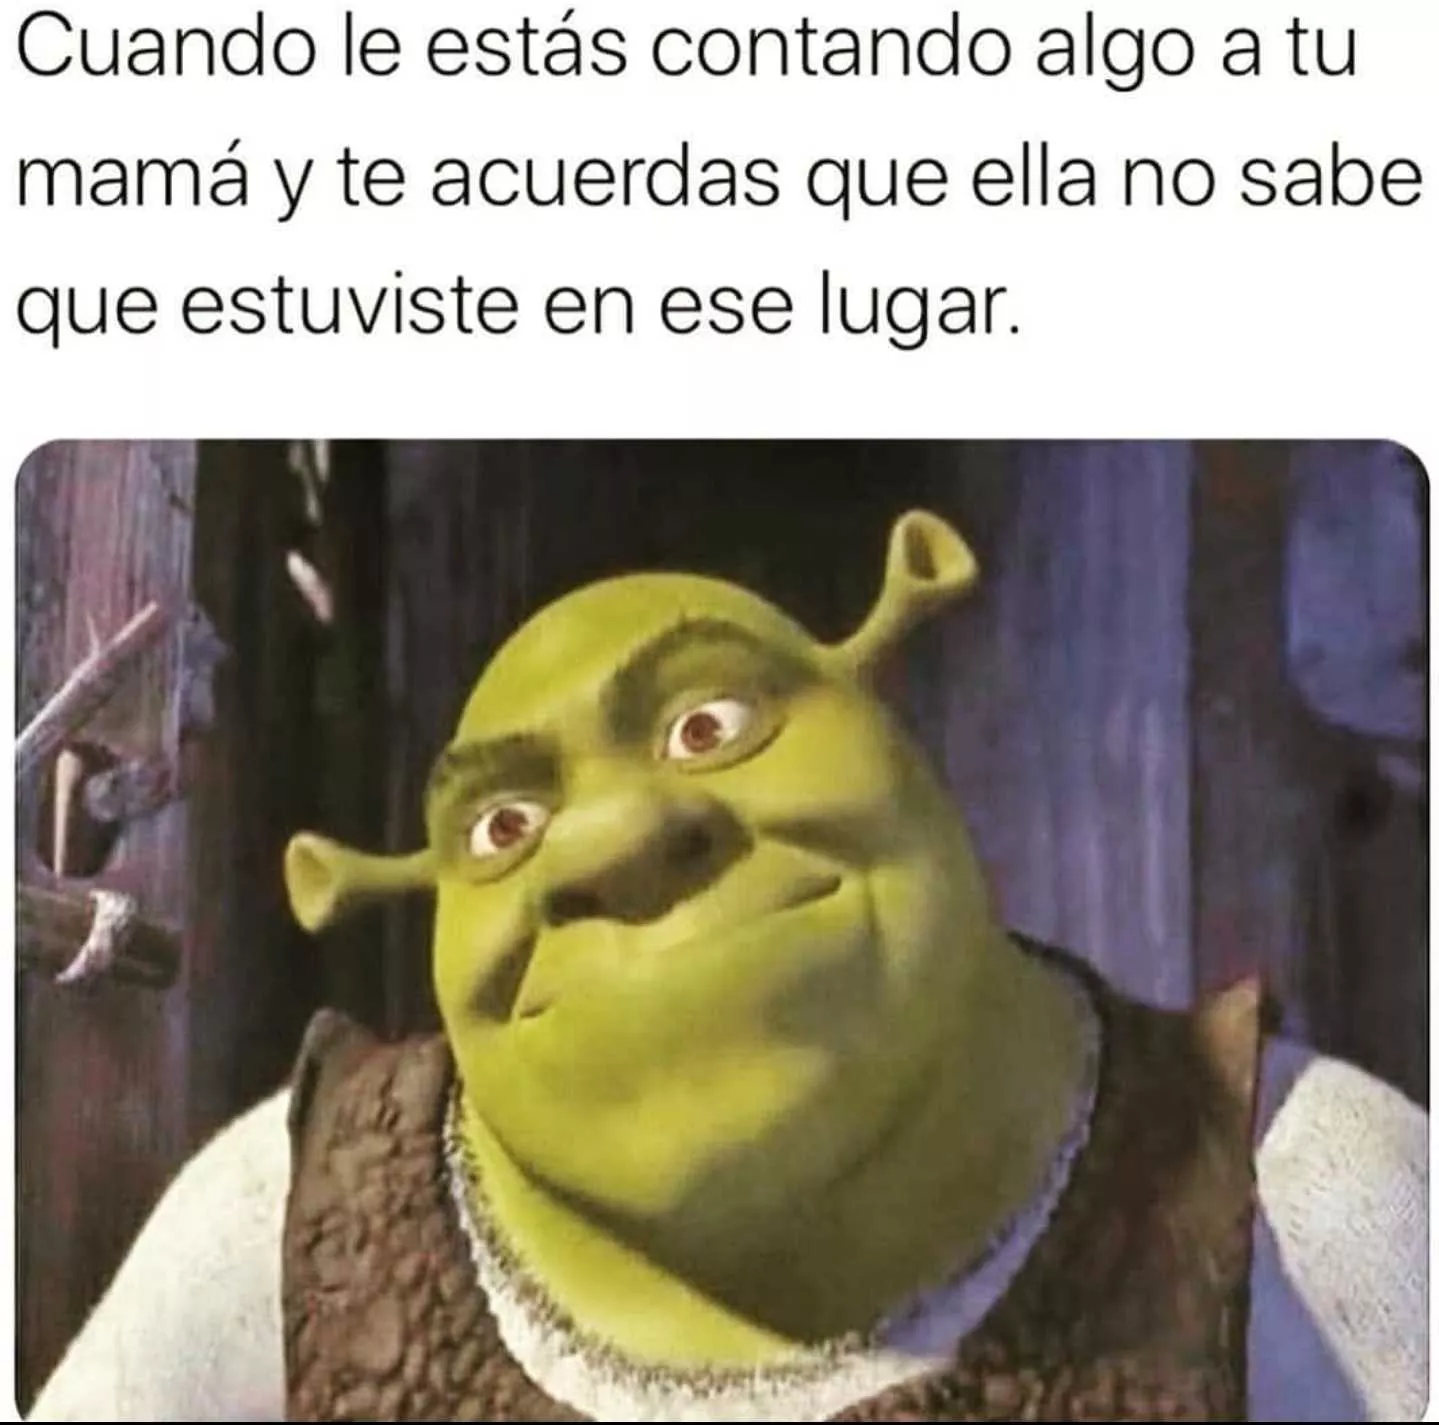 Cuando le estás contando algo a tu
mamá y te acuerdas que ella no sabe
que estuviste en ese lugar.